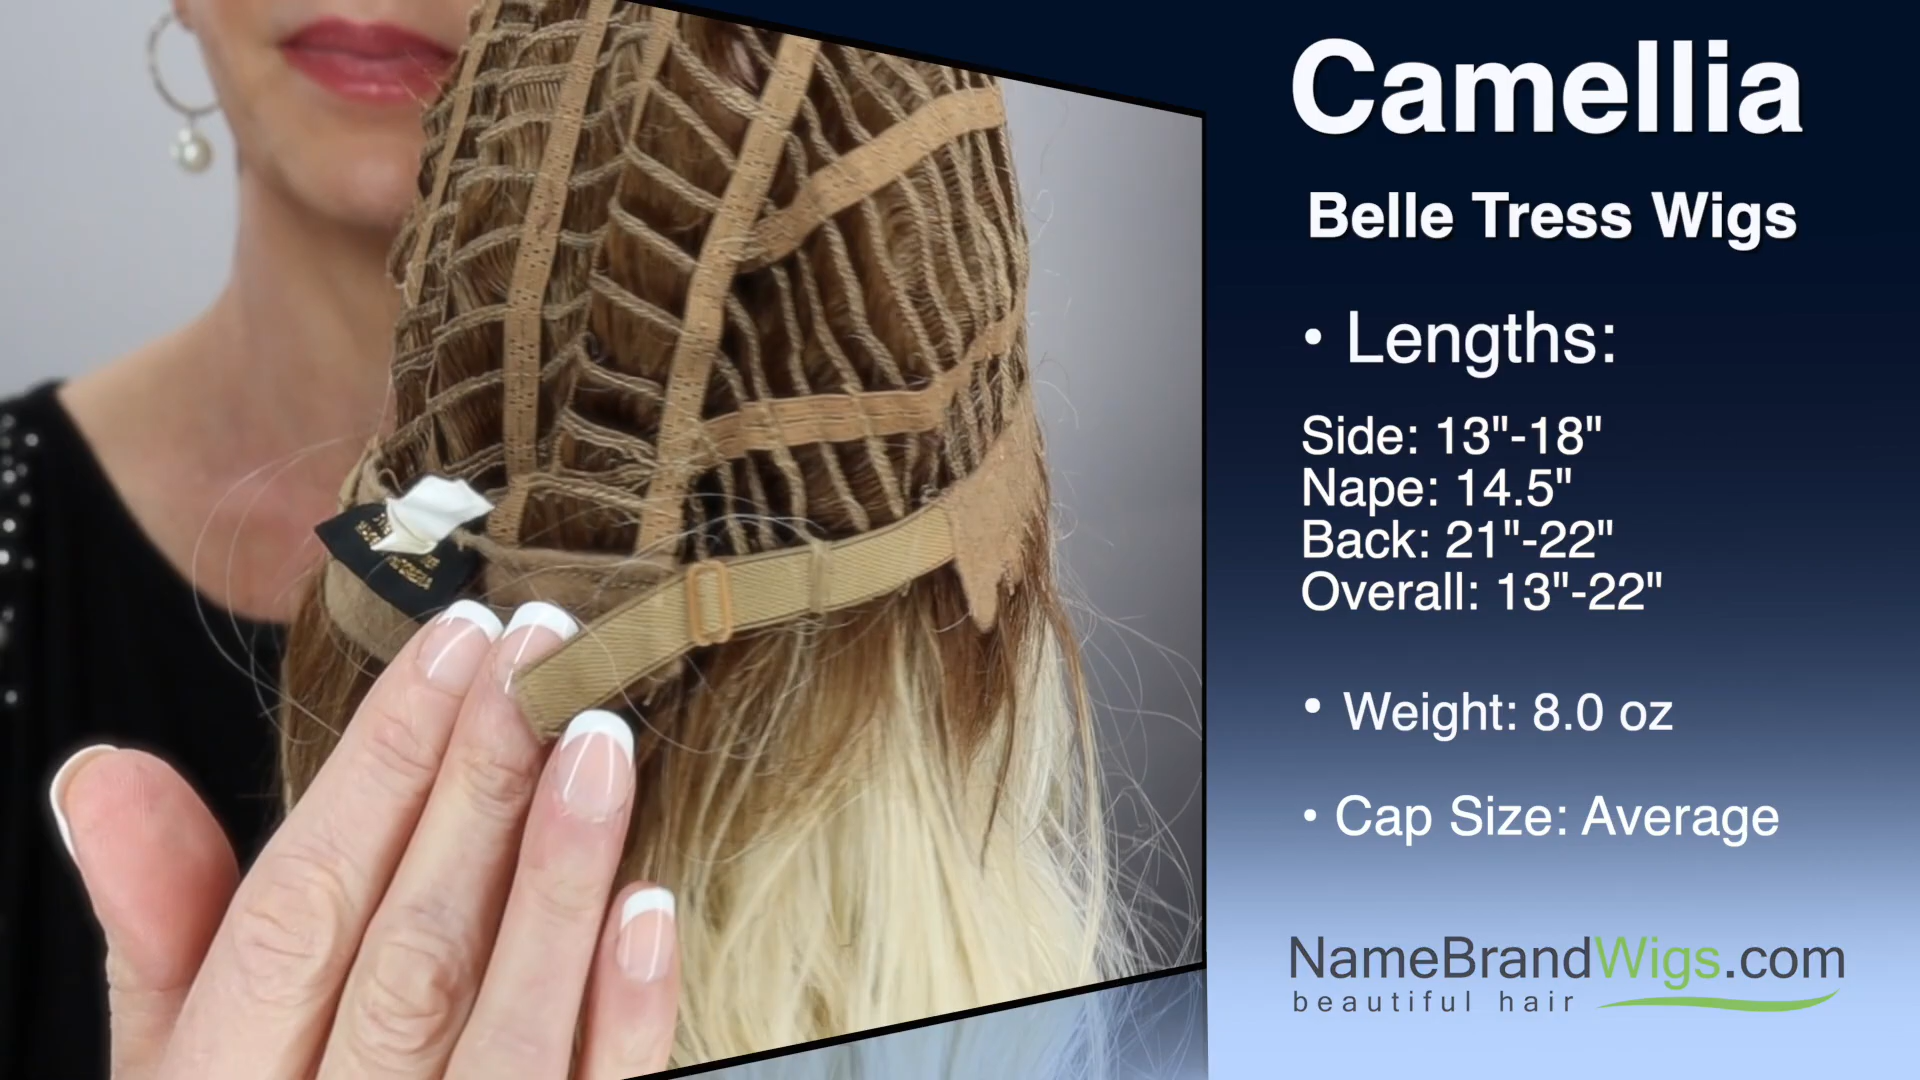 Camellia
Belle Tress Wigs
• Lengths:
Side: 13"-18"
Nape: 14.5"
Back: 21"-22"
Overall: 13"-22"
• Weight: 8.0 oz
• Cap Size: Average
NameBrandWigs.com
beautiful hair